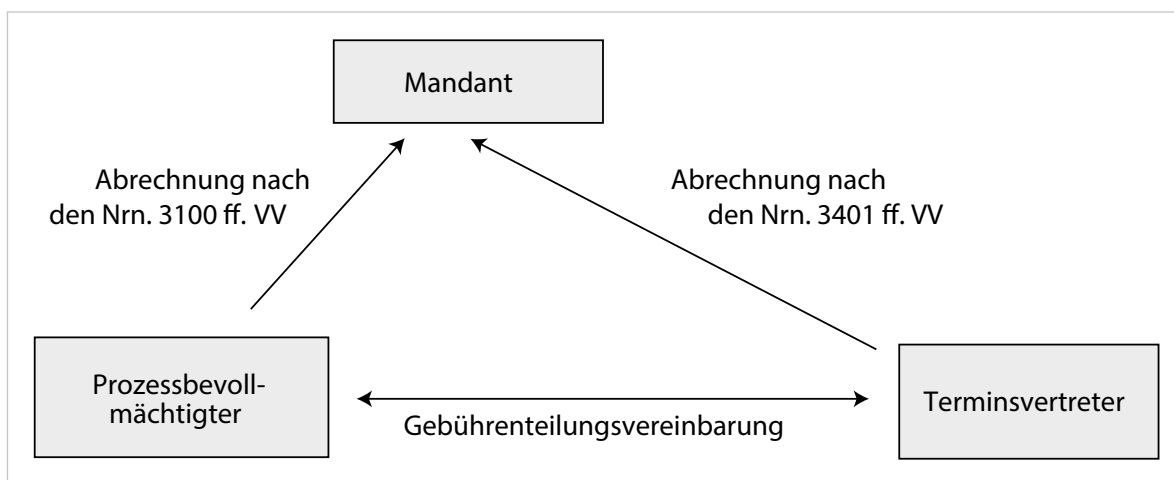 Mandant
Abrechnung nach
den Nrn. 3100 ff. VV
Abrechnung nach
den Nrn. 3401 ff. VV
Prozessbevoll-
mächtigter
Gebührenteilungsvereinbarung
Terminsvertreter